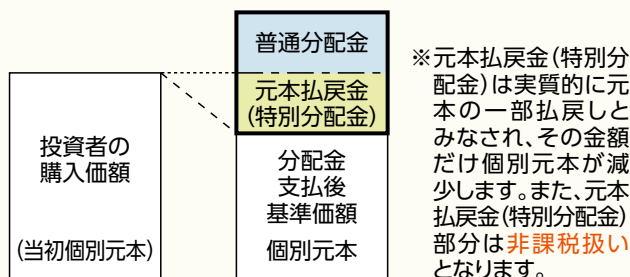 普通分配金
元本払戻金
(特別分配金)
投資者の
購入価額
(当初個別元本)
分配金
支払後
基準価額
個別元本
※元本払戻金(特別分
配金)は実質的に元
本の一部払戻しと
みなされ、その金額
だけ個別元本が減
少します。また、元本
払戻金(特別分配金)
部分は非課税扱い
となります。